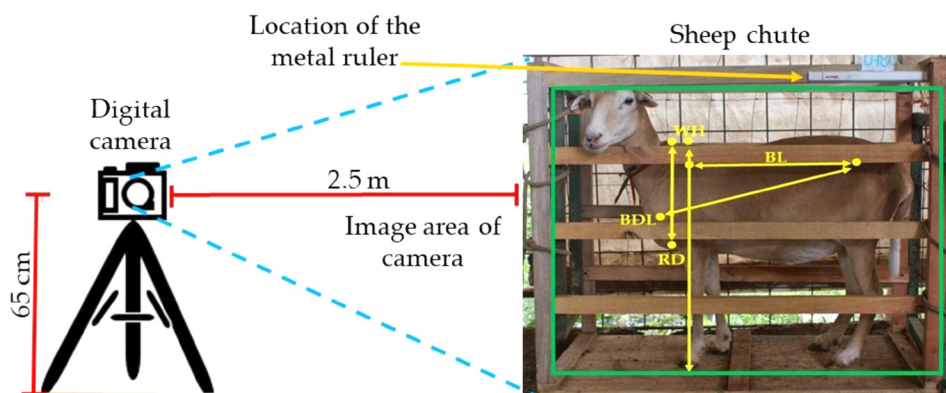 Location of the
metal ruler
Sheep chute
Digital
camera
2.5 m
Image area of
camera
65 cm
WH
BL
BDL
RD